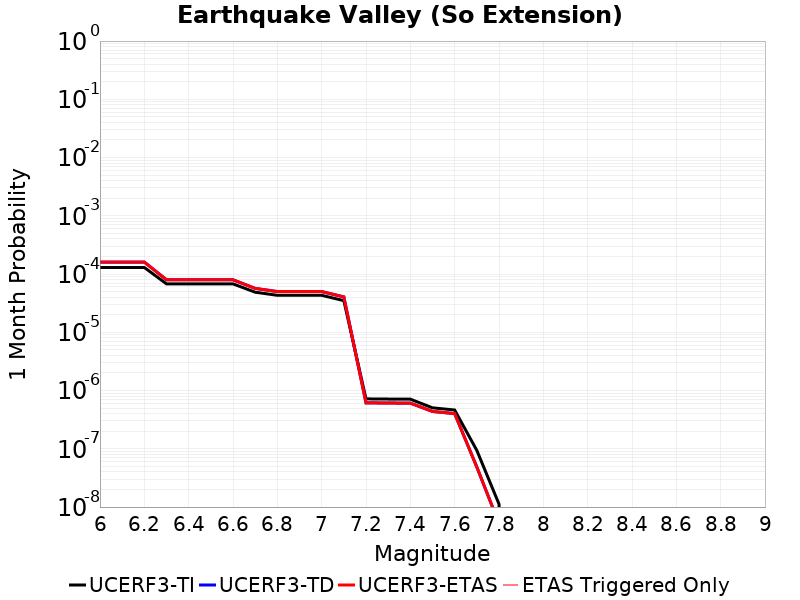 Earthquake Valley (So Extension)
10^0
10^-1
10^-2
10^-3
10^-4
10^-5
10^-6
10^-7
10^-8
1 Month Probability
6 6.2 6.4 6.6 6.8 7 7.2 7.4 7.6 7.8 8 8.2 8.4 8.6 8.8 9
Magnitude
UCERF3-TI UCERF3-TD UCERF3-ETAS ETAS Triggered Only